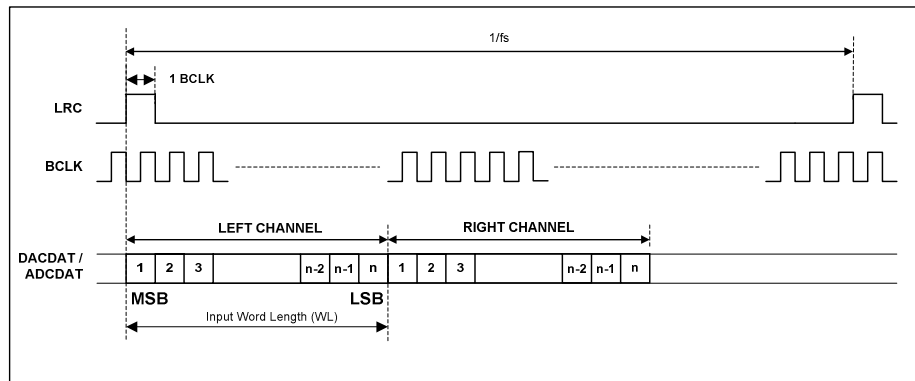 1/fs
1 BCLK
LRC
BCLK
LEFT CHANNEL RIGHT CHANNEL
DACDAT /
ADCDAT
1 2 3 n-2 n-1 n 1 2 3 n-2 n-1 n
MSB LSB
Input Word Length (WL)